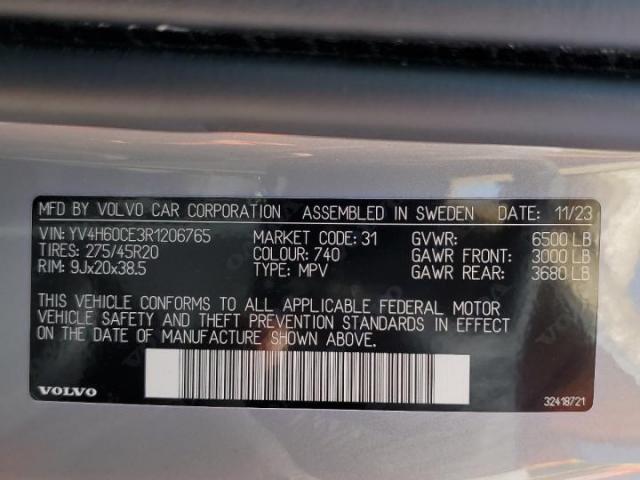 MFD BY VOLVO CAR CORPORATION ASSEMBLED IN SWEDEN DATE: 11/23
VIN: YV4H60CE3R1206765 MARKET CODE: 31 GVWR: 6500 LB
TIRES: 275/45R20 COLOUR: 740 GAWR FRONT: 3000 LB
RIM: 9Jx20x38.5 TYPE: MPV GAWR REAR: 3680 LB
THIS VEHICLE CONFORMS TO ALL APPLICABLE FEDERAL MOTOR
VEHICLE SAFETY AND THEFT PREVENTION STANDARDS IN EFFECT
ON THE DATE OF MANUFACTURE SHOWN ABOVE.
VOLVO 32418721